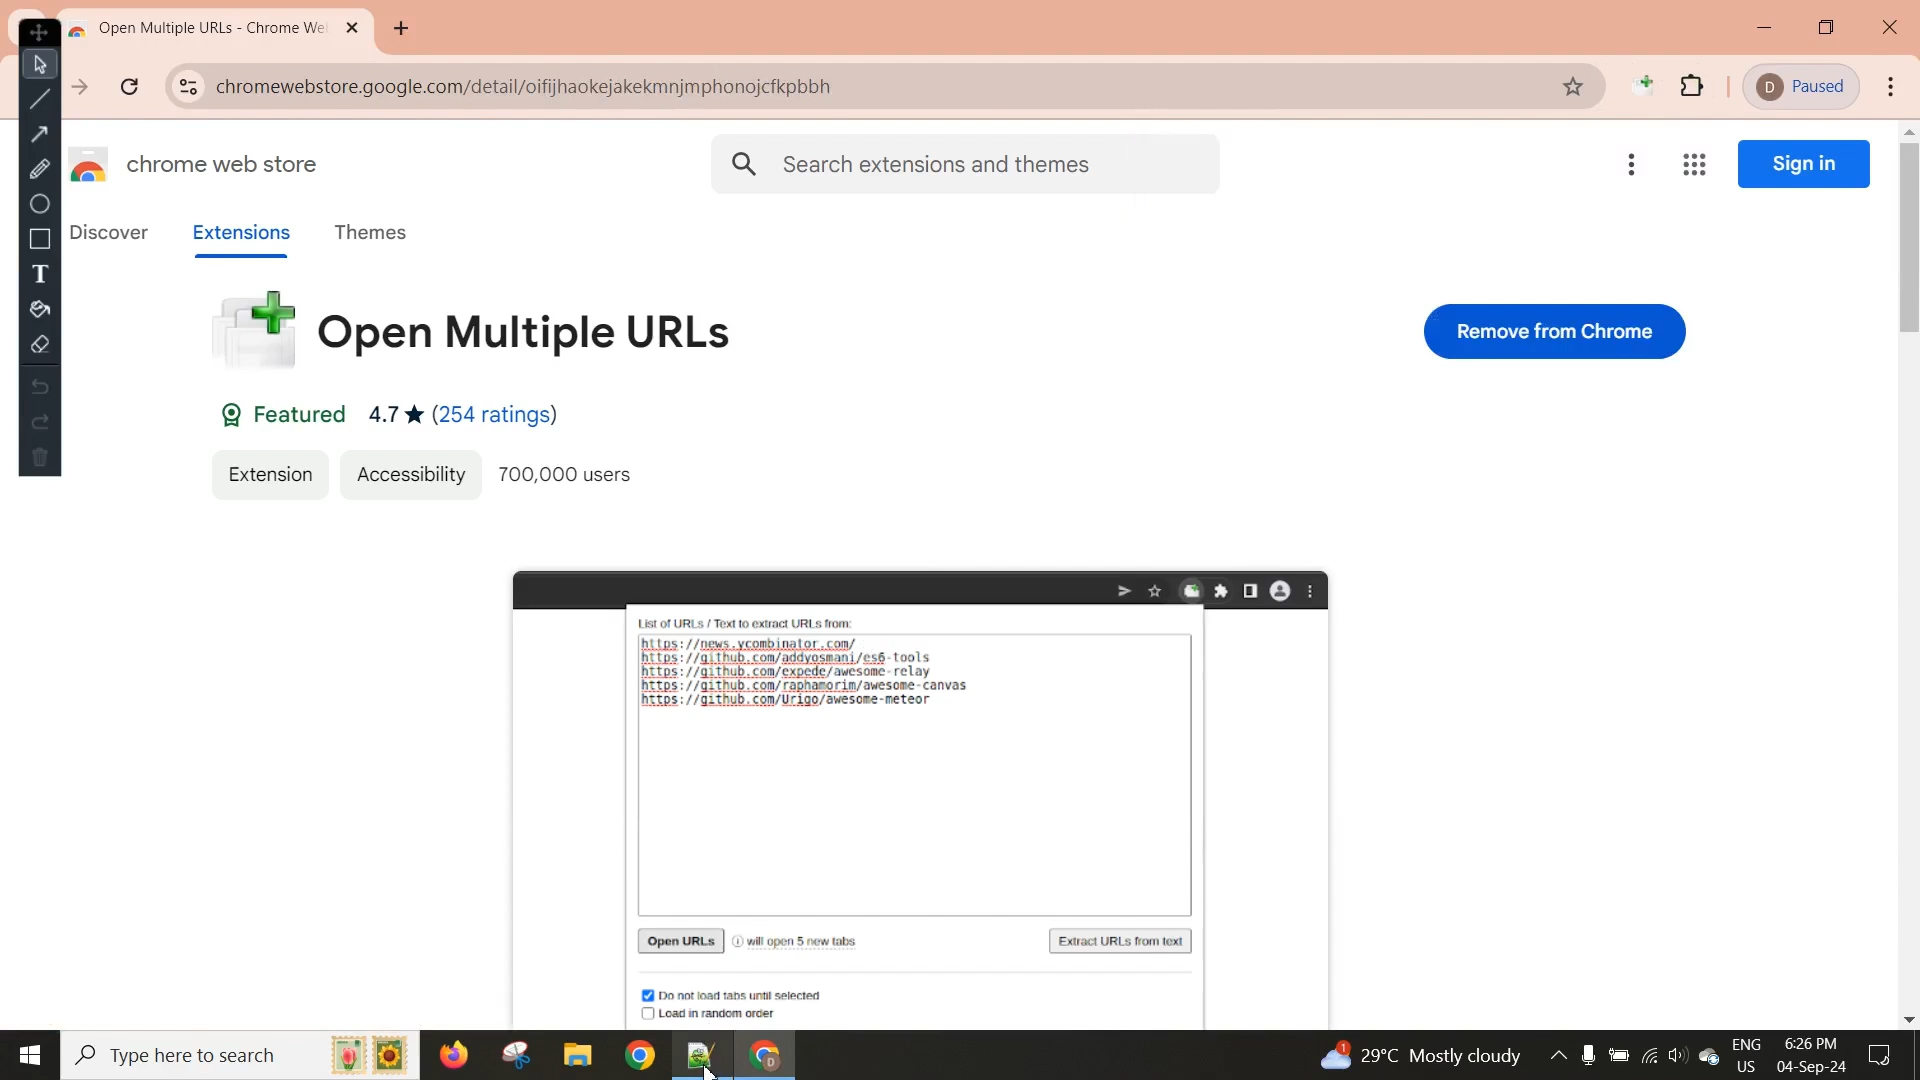 Open Multiple URLs - Chrome We
chromewebstore.google.com/detail/oifijhaokejakekmnjmphonojcfkpbbh
D Paused
chrome web store
Search extensions and themes
Sign in
Discover
Extensions
Themes
Open Multiple URLs
Remove from Chrome
Featured 4.7 ★ (254 ratings)
Extension
Accessibility
700,000 users
List of URLs / Text to extract URLs from:
https://news.ycombinator.com/
https://github.com/addyosmani/es6-tools
https://github.com/expede/awesome-relay
https://github.com/raphamorim/awesome-canvas
https://github.com/Urigo/awesome-meteor
Open URLs
will open 5 new tabs
Extract URLs from text
Do not load tabs until selected
Load in random order
T
Type here to search
D
1
29°C Mostly cloudy
ENG
US
6:26 PM
04-Sep-24